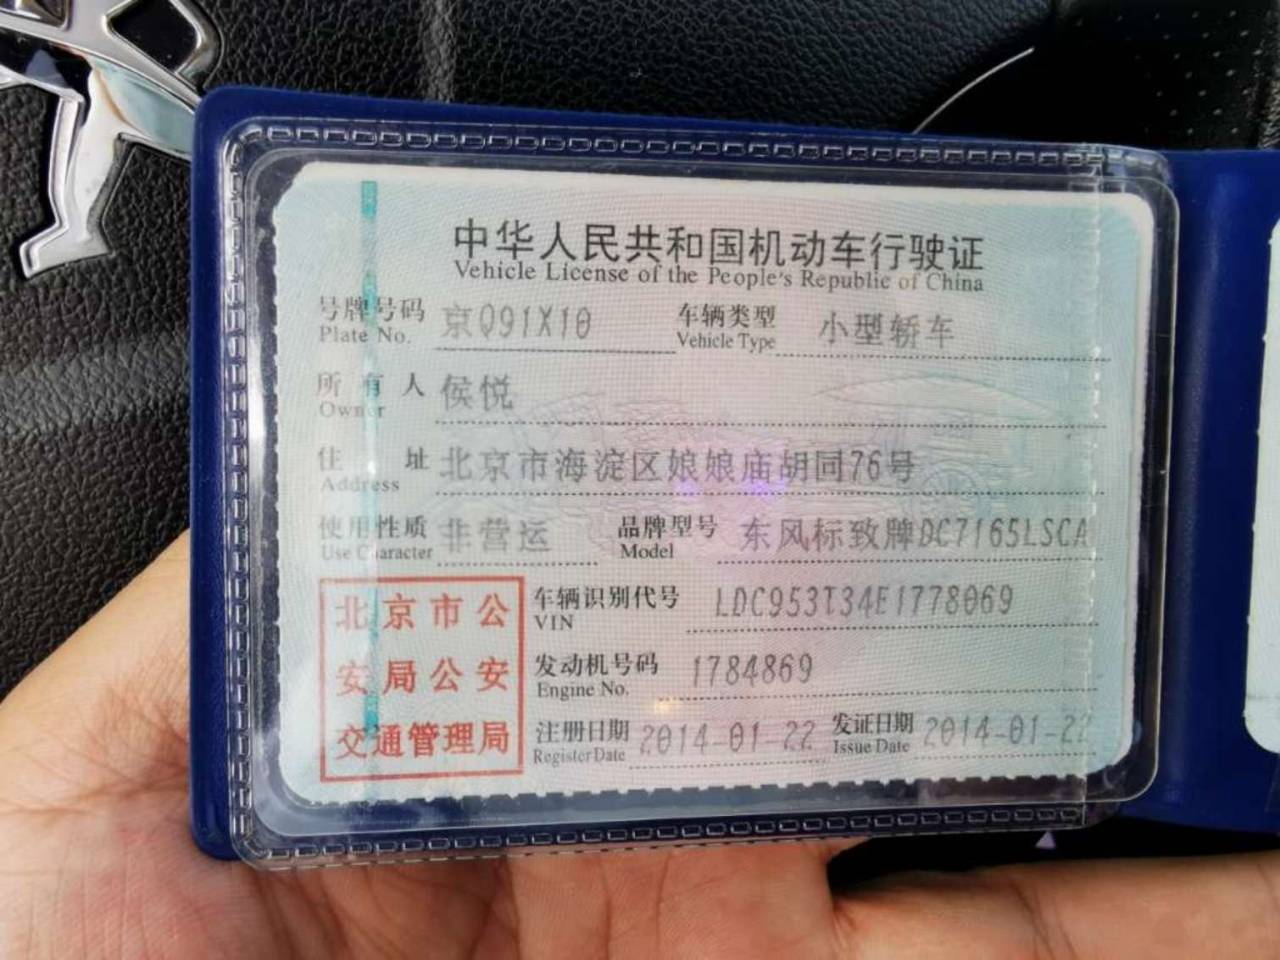 中华人民共和国机动车行驶证
Vehicle License of the People's Republic of China
号牌号码 京Q91X10 车辆类型 小型轿车
Plate No. Vehicle Type
所有人 侯悦
Owner
住址 北京市海淀区娘娘庙胡同76号
Address
使用性质 非营运 品牌型号 东风标致牌DC7165LSCA
Use Character Model
车辆识别代号 LDC953T34E1778069
VIN
发动机号码 1784869
Engine No.
注册日期 2014-01-22 发证日期 2014-01-22
Register Date Issue Date
北京市公
安局公安
交通管理局